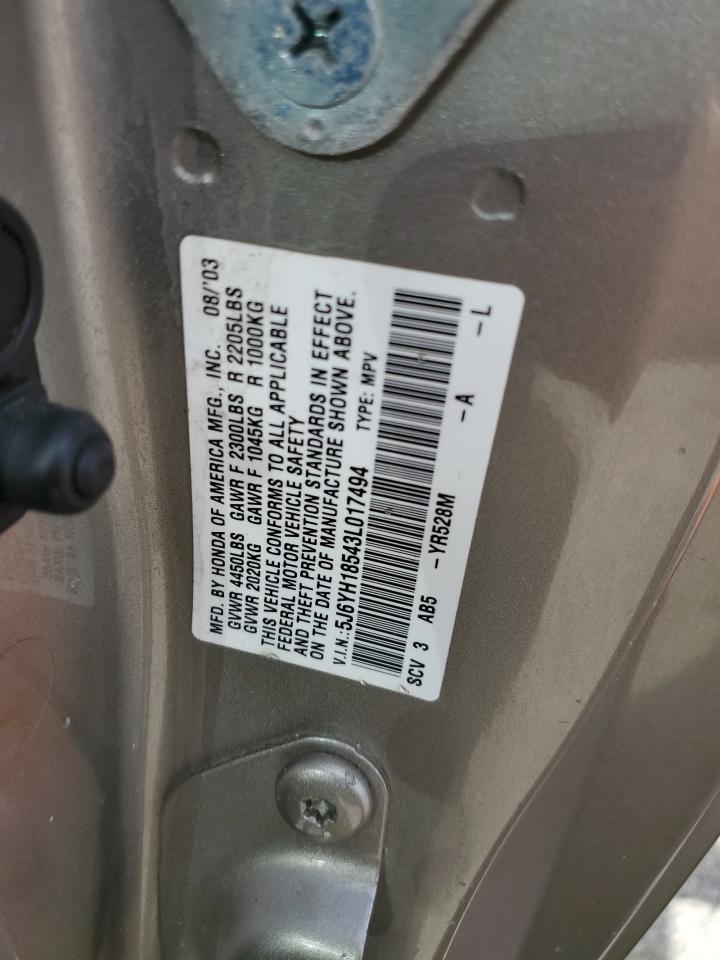 MFD. BY HONDA OF AMERICA MFG., INC. 08/'03
GVWR 4450LBS GAWR F 2300LBS R 2205LBS
GVWR 2020KG GAWR F 1045KG R 1000KG
THIS VEHICLE CONFORMS TO ALL APPLICABLE
FEDERAL MOTOR VEHICLE SAFETY
AND THEFT PREVENTION STANDARDS IN EFFECT
ON THE DATE OF MANUFACTURE SHOWN ABOVE.
V.I.N.: 5J6YH18543L017494 TYPE: MPV
SCV 3 AB5 -YR528M -A -L